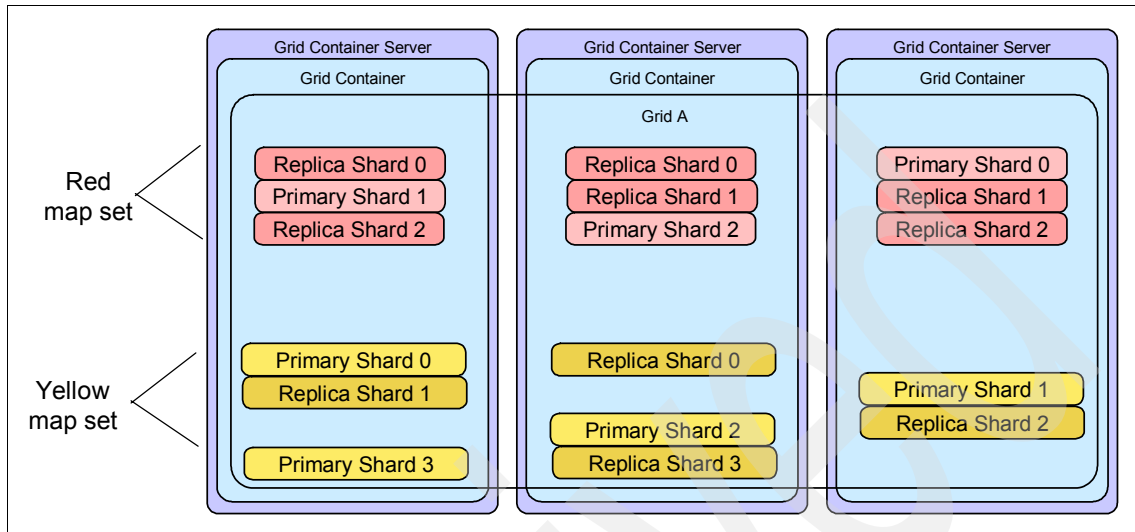 Grid Container Server
Grid Container Server
Grid Container Server
Grid Container
Grid Container
Grid Container
Grid A
Red
map set
Replica Shard 0
Primary Shard 1
Replica Shard 2
Replica Shard 0
Replica Shard 1
Primary Shard 2
Primary Shard 0
Replica Shard 1
Replica Shard 2
Yellow
map set
Primary Shard 0
Replica Shard 1
Primary Shard 3
Replica Shard 0
Primary Shard 2
Replica Shard 3
Primary Shard 1
Replica Shard 2